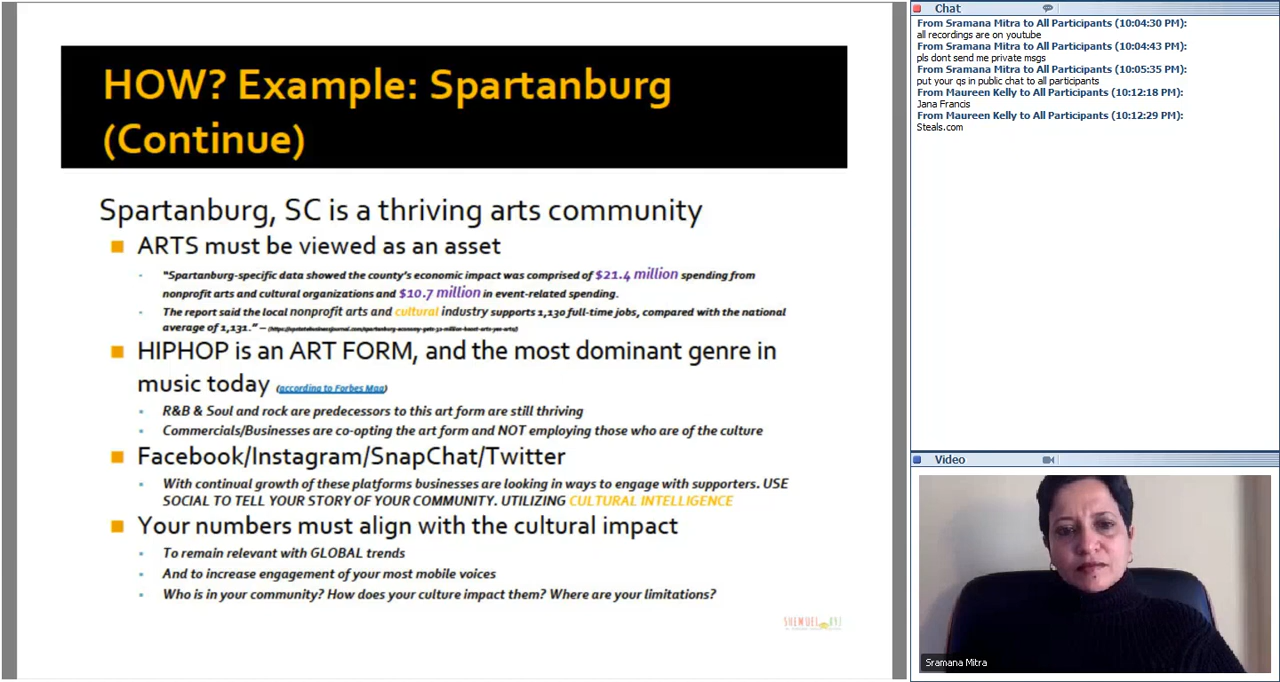 HOW? Example: Spartanburg
(Continue)
Spartanburg, SC is a thriving arts community
ARTS must be viewed as an asset
"Spartanburg-specific data showed the county's economic impact was comprised of $21.4 million spending from
nonprofit arts and cultural organizations and $10.7 million in event-related spending.
The report said the local nonprofit arts and cultural industry supports 1,130 full-time jobs, compared with the national
average of 1,131." –
HIPHOP is an ART FORM, and the most dominant genre in
music today (according to Forbes Mag)
R&B & Soul and rock are predecessors to this art form are still thriving
Commercials/Businesses are co-opting the art form and NOT employing those who are of the culture
Facebook/Instagram/SnapChat/Twitter
With continual growth of these platforms businesses are looking in ways to engage with supporters. USE
SOCIAL TO TELL YOUR STORY OF YOUR COMMUNITY. UTILIZING CULTURAL INTELLIGENCE
Your numbers must align with the cultural impact
To remain relevant with GLOBAL trends
And to increase engagement of your most mobile voices
Who is in your community? How does your culture impact them? Where are your limitations?
Chat
From Sramana Mitra to All Participants (10:04:30 PM):
all recordings are on youtube
From Sramana Mitra to All Participants (10:04:43 PM):
pls dont send me private msgs
From Sramana Mitra to All Participants (10:05:35 PM):
put your qs in public chat to all participants
From Maureen Kelly to All Participants (10:12:18 PM):
Jana Francis
From Maureen Kelly to All Participants (10:12:29 PM):
Steals.com
Video
Sramana Mitra